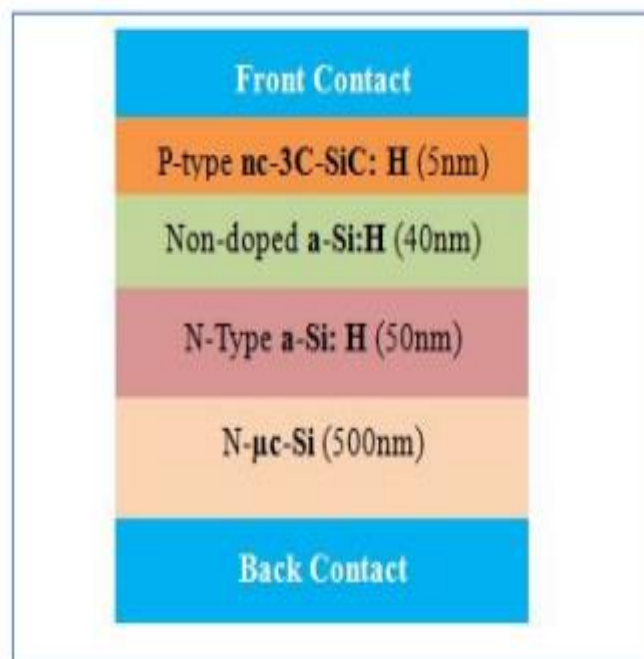 Front Contact
P-type nc-3C-SiC: H (5nm)
Non-doped a-Si:H (40nm)
N-Type a-Si: H (50nm)
N-μc-Si (500nm)
Back Contact